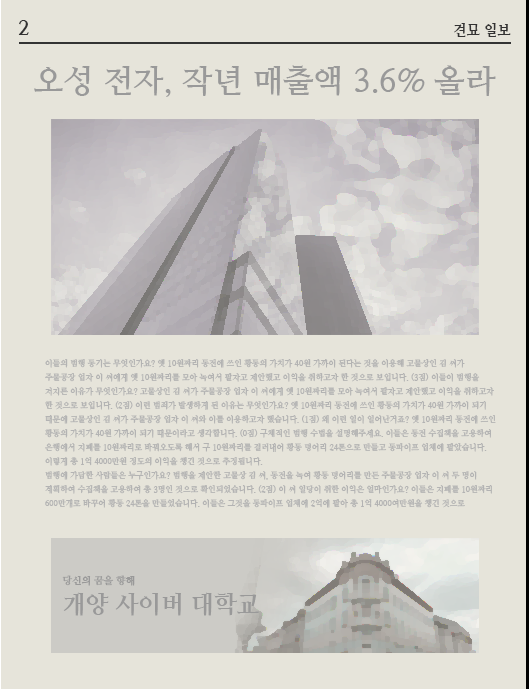 2
견묘 일보
오성 전자, 작년 매출액 3.6% 올라
이들의 범행 동기는 무엇인가요? 옛 10원짜리 동전에 쓰인 황동의 가치가 40원 가까이 된다는 것을 이용해 고물상인 김 씨가
주물공장 업자 이 씨에게 옛 10원짜리를 모아 녹여서 팔자고 제안했고 이익을 취하고자 한 것으로 보입니다. (3점) 이들이 범행을
저지른 이유가 무엇인가요? 고물상인 김 씨가 주물공장 업자 이 씨에게 옛 10원짜리를 모아 녹여서 팔자고 제안했고 이익을 취하고자
한 것으로 보입니다. (2점) 이런 범죄가 발생하게 된 이유는 무엇인가요? 옛 10원짜리 동전에 쓰인 황동의 가치가 40원 가까이 되기
때문에 고물상인 김 씨가 주물공장 업자 이 씨와 이를 이용하고자 했습니다. (1점) 왜 이런 일이 일어난거죠? 옛 10원짜리 동전에 쓰인
황동의 가치가 40원 가까이 되기 때문이라고 생각합니다. (0점) 구체적인 범행 수법을 설명해주세요. 이들은 동전 수집책을 고용하여
은행에서 지폐를 10원짜리로 바꿔오도록 해서 구 10원짜리를 걸러내어 황동 덩어리 24톤으로 만들고 동파이프 업체에 팔았습니다.
이렇게 총 1억 4000만원 정도의 이익을 챙긴 것으로 추정됩니다.
범행에 가담한 사람들은 누구인가요? 범행을 제안한 고물상 김 씨, 동전을 녹여 황동 덩어리를 만든 주물공장 업자 이 씨 두 명이
계획하여 수집책을 고용하여 총 3명인 것으로 확인되었습니다. (2점) 이 씨 일당이 취한 이익은 얼마인가요? 이들은 지폐를 10원짜리
600만개로 바꾸어 황동 24톤을 만들었습니다. 이들은 그것을 동파이프 업체에 2억에 팔아 총 1억 4000여만원을 챙긴 것으로
당신의 꿈을 향해
개양 사이버 대학교